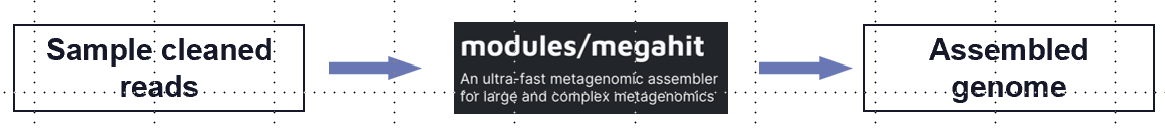 Sample cleaned
reads
modules/megahit
An ultra-fast metagenomic assembler
for large and complex metagenomics
Assembled
genome